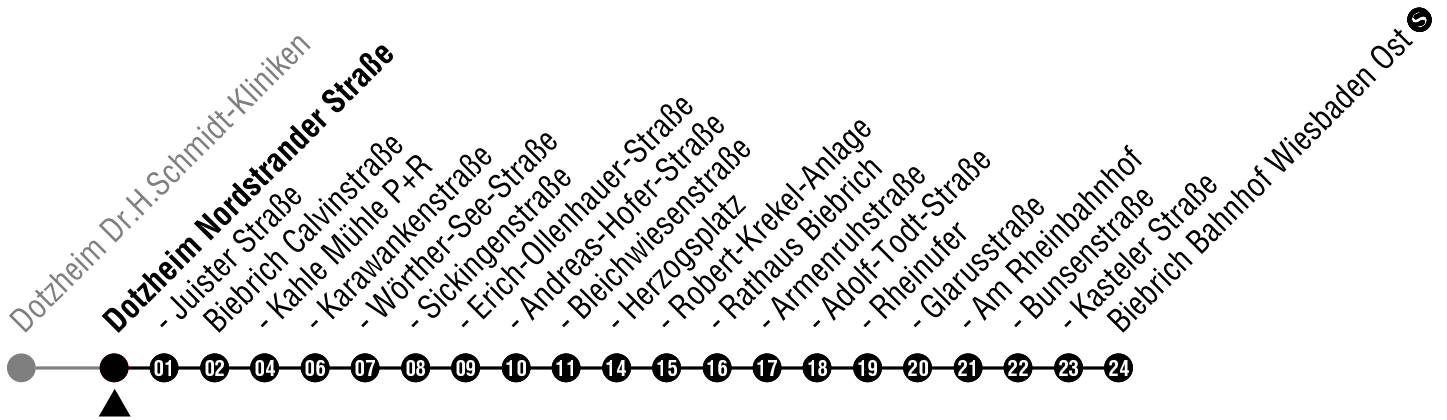 Dotzheim Dr.H.Schmidt-Kliniken
Dotzheim Nordstrander Straße
- Juister Straße
Biebrich Calvinstraße
- Kahle Mühle P+R
- Karawankenstraße
- Wörther-See-Straße
- Sickingenstraße
- Erich-Ollenhauer-Straße
- Andreas-Hofer-Straße
- Bleichwiesenstraße
- Herzogsplatz
- Robert-Krekel-Anlage
- Rathaus Biebrich
- Armenruhstraße
- Adolf-Todt-Straße
- Rheinufer
- Glarusstraße
- Am Rheinbahnhof
- Bunsenstraße
- Kasteler Straße
Biebrich Bahnhof Wiesbaden Ost S
01 02 04 06 07 08 09 10 11 14 15 16 17 18 19 20 21 22 23 24